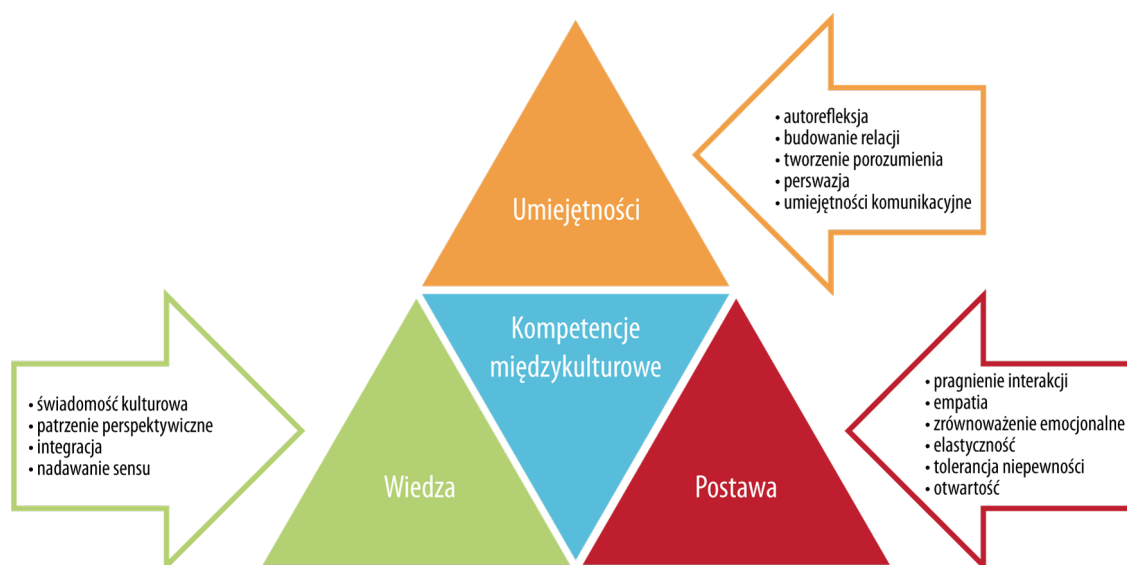 • autorefleksja
• budowanie relacji
• tworzenie porozumienia
• perswazja
• umiejętności komunikacyjne
Umiejętności
Kompetencje
międzykulturowe
• świadomość kulturowa
• patrzenie perspektywiczne
• integracja
• nadawanie sensu
Wiedza
Postawa
• pragnienie interakcji
• empatia
• zrównoważenie emocjonalne
• elastyczność
• tolerancja niepewności
• otwartość